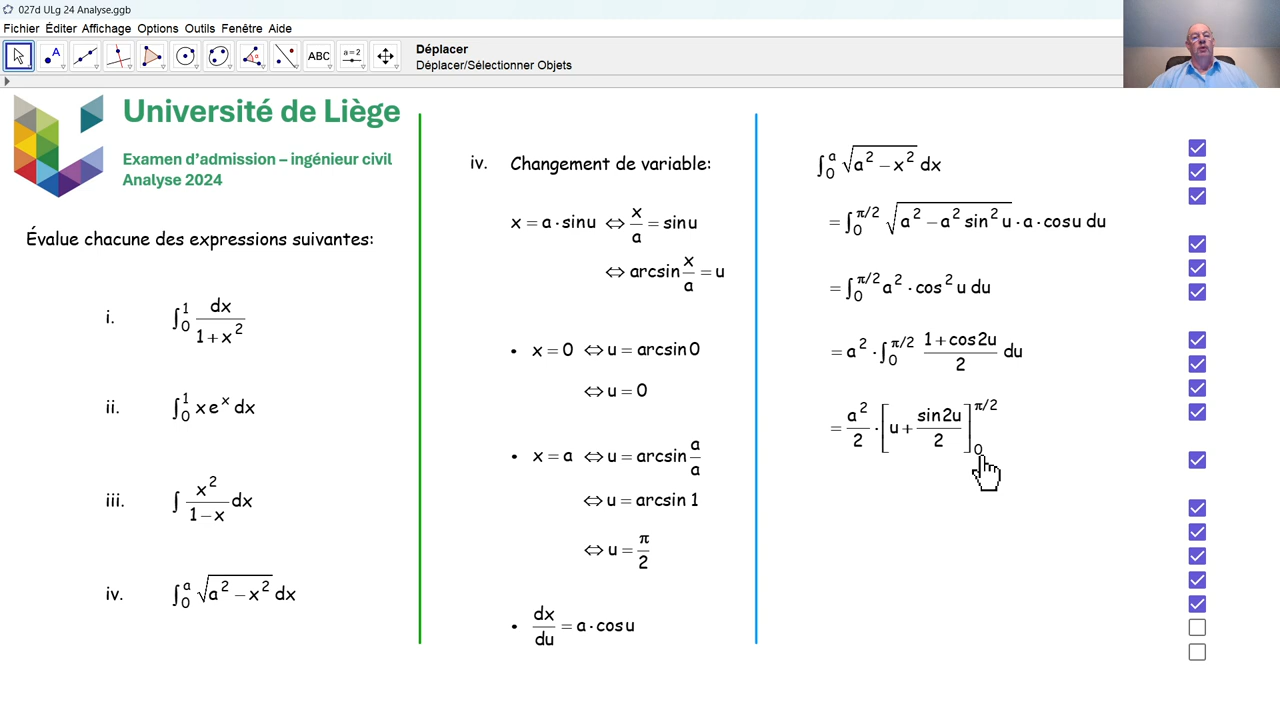 027d ULg 24 Analyse.ggb
Fichier Éditer Affichage Options Outils Fenêtre Aide
A ABC a=2
Déplacer
Déplacer/Sélectionner Objets
Université de Liège
Examen d'admission – ingénieur civil
Analyse 2024
Évalue chacune des expressions suivantes:
i. ∫₀¹ dx/(1+x²)
ii. ∫₀¹ xeˣ dx
iii. ∫ x²/(1−x) dx
iv. ∫₀ᵃ √(a²−x²) dx
iv. Changement de variable:
x = a·sinu ⇔ x/a = sinu
⇔ arcsin x/a = u
• x = 0 ⇔ u = arcsin0
⇔ u = 0
• x = a ⇔ u = arcsin a/a
⇔ u = arcsin 1
⇔ u = π/2
• dx/du = a·cosu
∫₀ᵃ √(a²−x²) dx
= ∫₀^(π/2) √(a²−a² sin² u)·a·cosu du
= ∫₀^(π/2) a²·cos² u du
= a²·∫₀^(π/2) (1+cos2u)/2 du
= a²/2·[u + sin2u/2]₀^(π/2)